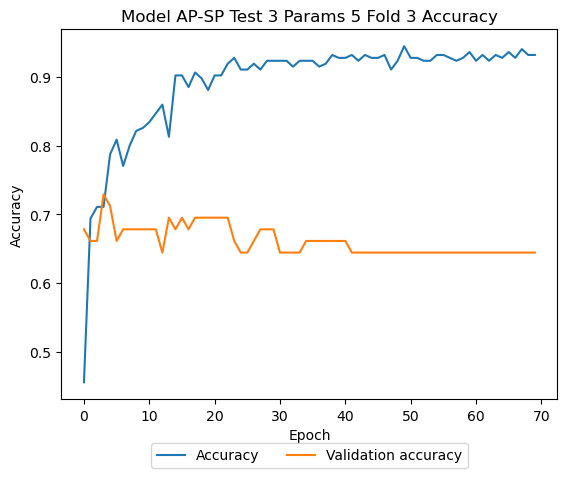 Model AP-SP Test 3 Params 5 Fold 3 Accuracy
Accuracy
0.9
0.8
0.7
0.6
0.5
0 10 20 30 40 50 60 70
Epoch
Accuracy Validation accuracy